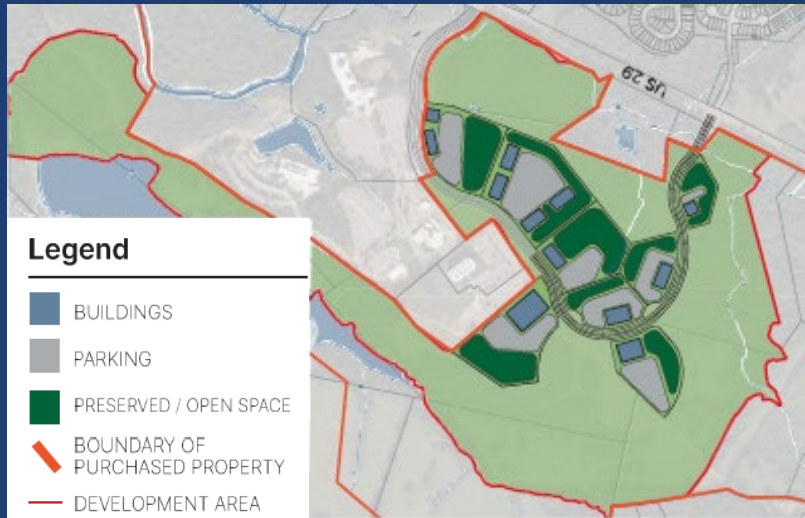 US 29
Legend
BUILDINGS
PARKING
PRESERVED / OPEN SPACE
BOUNDARY OF
PURCHASED PROPERTY
DEVELOPMENT AREA